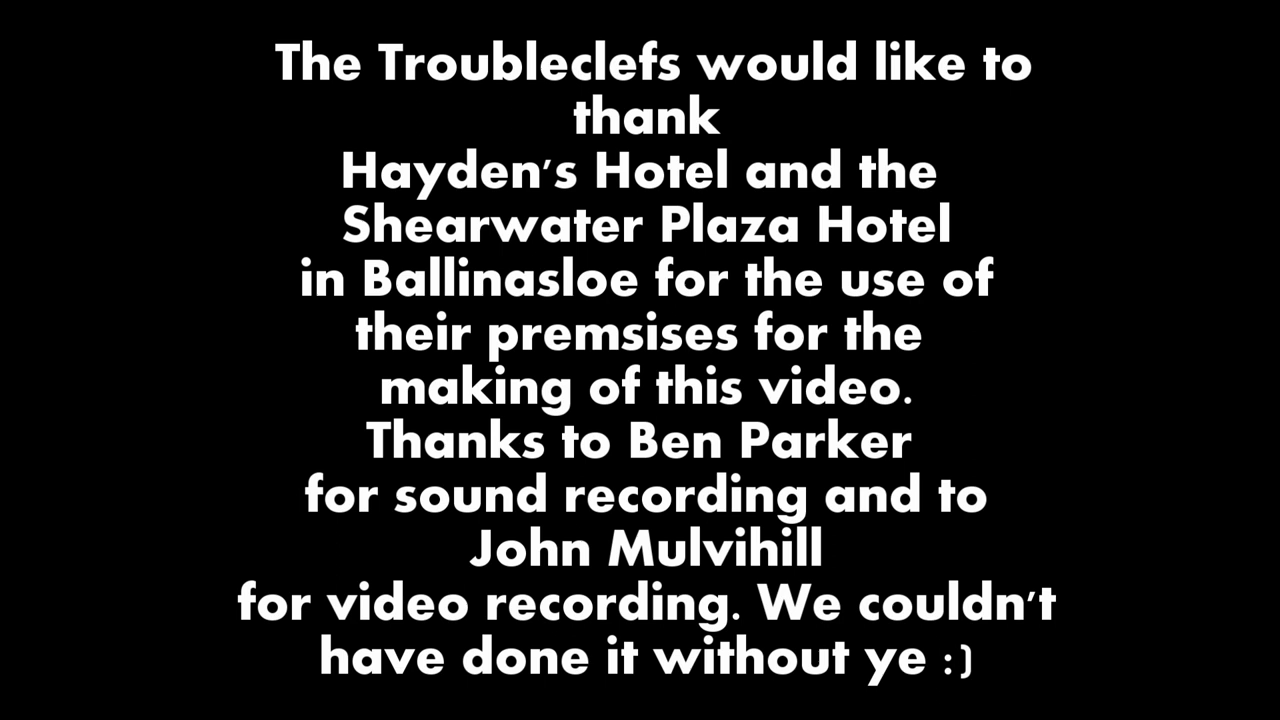 The Troubleclefs would like to
thank
Hayden's Hotel and the
Shearwater Plaza Hotel
in Ballinasloe for the use of
their premsises for the
making of this video.
Thanks to Ben Parker
for sound recording and to
John Mulvihill
for video recording. We couldn't
have done it without ye :)